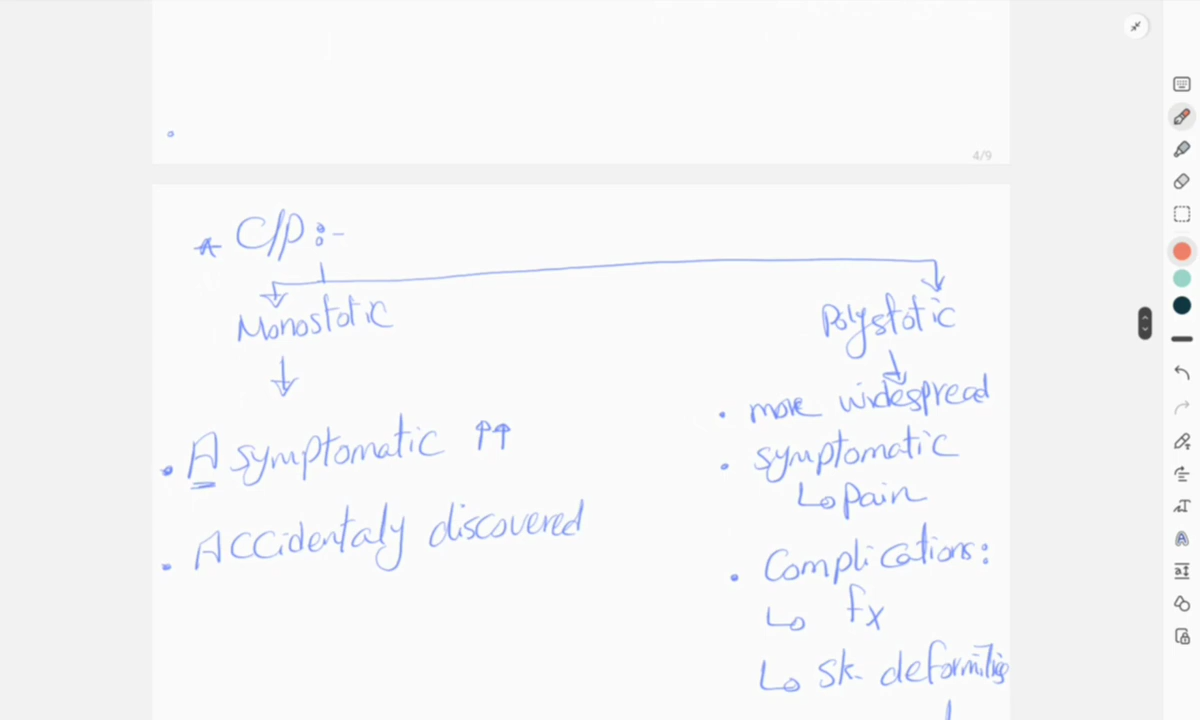 4/9
* C/P :-
Monostotic
Polystotic
• Asymptomatic ↑↑
• Accidentaly discovered
• more widespread
• symptomatic
↳ pain
• Complications:
↳ fx
↳ sk. deformities